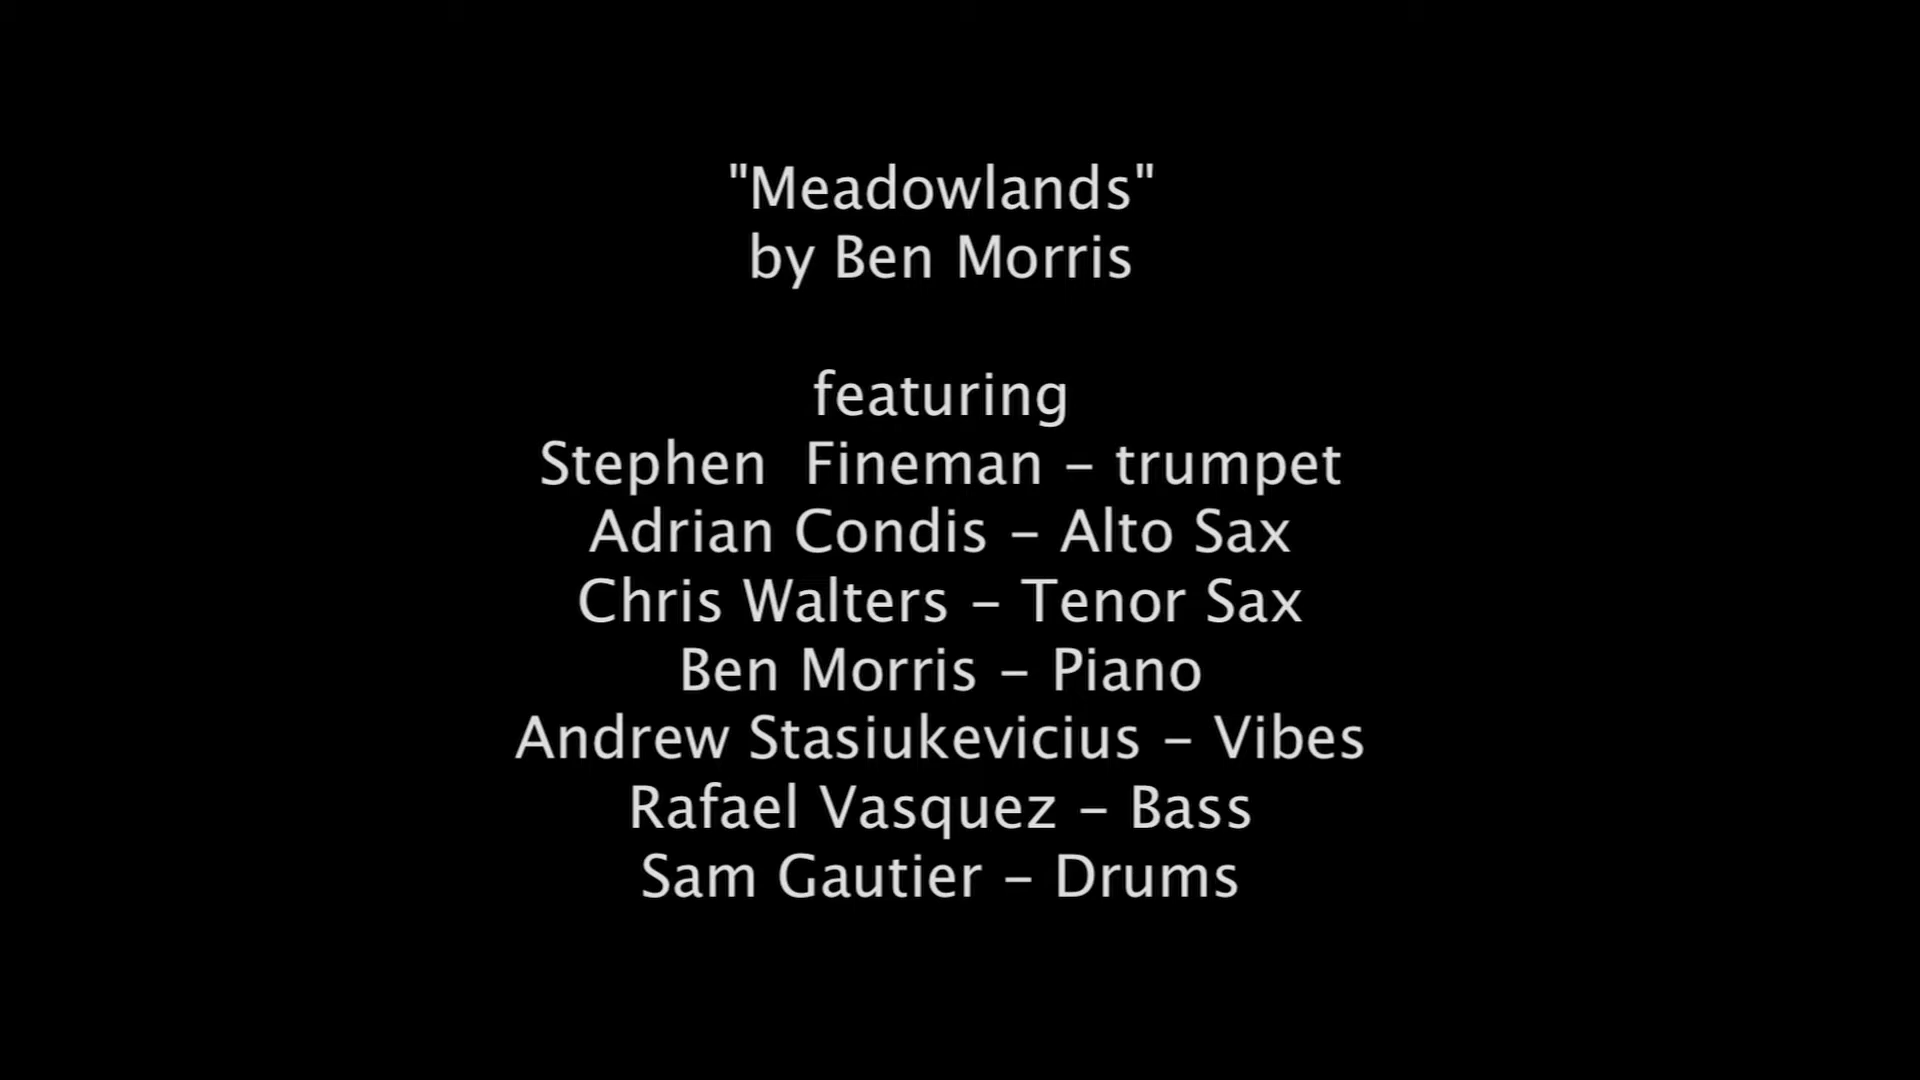 "Meadowlands"
by Ben Morris
featuring
Stephen  Fineman – trumpet
Adrian Condis – Alto Sax
Chris Walters – Tenor Sax
Ben Morris – Piano
Andrew Stasiukevicius – Vibes
Rafael Vasquez – Bass
Sam Gautier – Drums